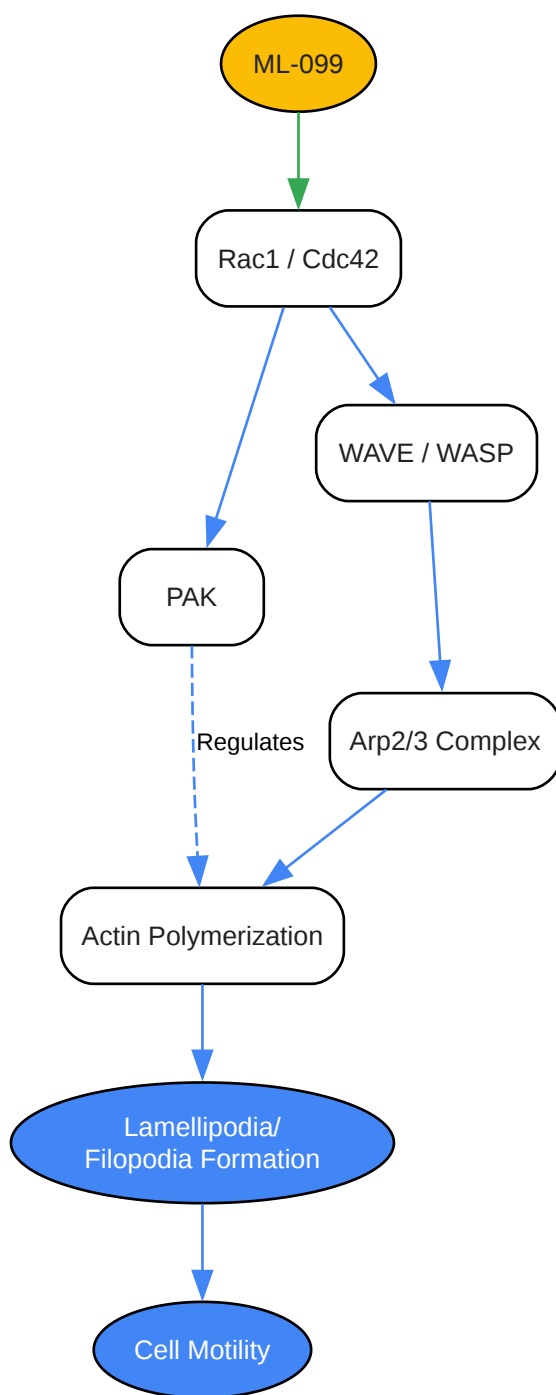 ML-099
Rac1 / Cdc42
WAVE / WASP
PAK
Regulates
Arp2/3 Complex
Actin Polymerization
Lamellipodia/
Filopodia Formation
Cell Motility